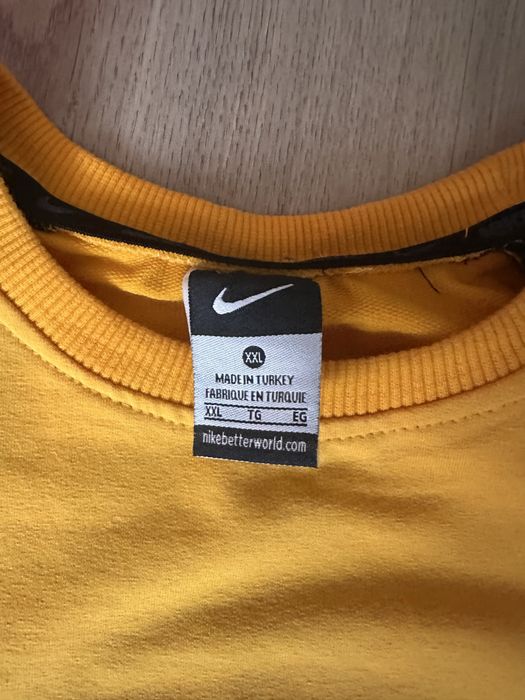 XXL
MADE IN TURKEY
FABRIQUE EN TURQUIE
XXL TG EG
nikebetterworld.com